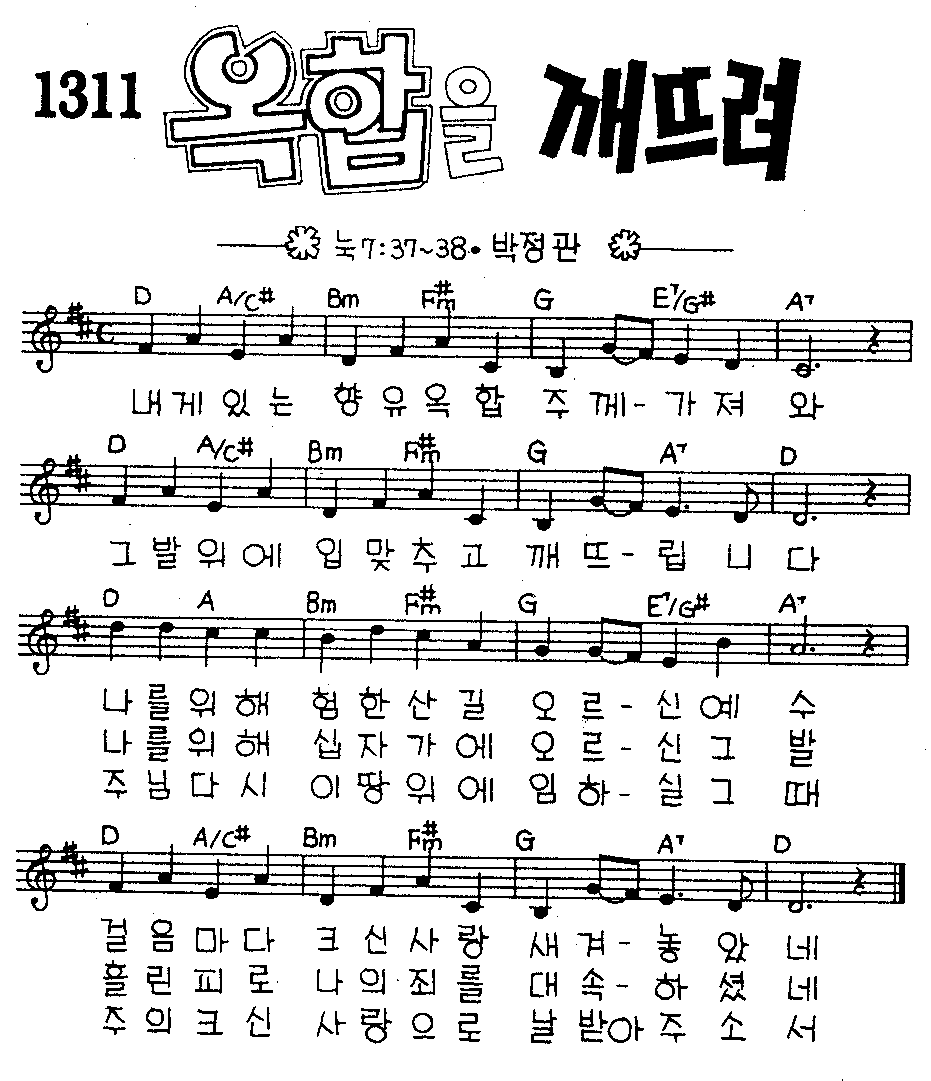 1311 옥합을 깨뜨려
눅7:37~38• 박정관
D A/C# Bm F#m G E7/G# A7
내게 있는 향유옥합 주께- 가져 와
D A/C# Bm F#m G A7 D
그발위에 입맞추고 깨뜨-립 니 다
D A Bm F#m G E7/G# A7
나를위해 험한산길 오르-신예 수
나를위해 십자가에 오르-신그 발
주님다시 이땅위에 임하-실그 때
D A/C# Bm F#m G A7 D
걸음마다 크신사랑 새겨-놓았네
흘린피로 나의죄를 대속-하셨네
주의크신 사랑으로 날받아주소서